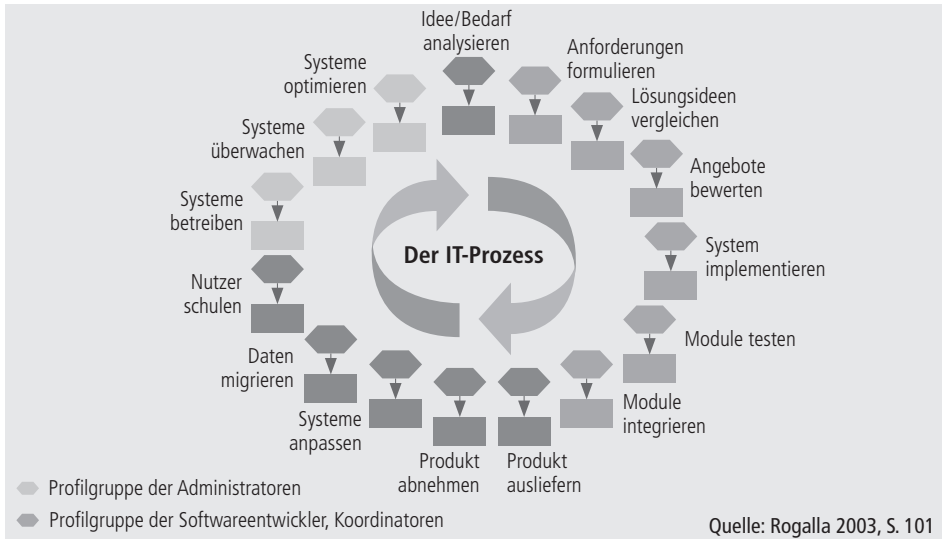 Idee/Bedarf
analysieren
Anforderungen
formulieren
Lösungsideen
vergleichen
Angebote
bewerten
System
implementieren
Module testen
Module
integrieren
Produkt
ausliefern
Produkt
abnehmen
Systeme
anpassen
Daten
migrieren
Nutzer
schulen
Systeme
betreiben
Systeme
überwachen
Systeme
optimieren
Der IT-Prozess
Profilgruppe der Administratoren
Profilgruppe der Softwareentwickler, Koordinatoren
Quelle: Rogalla 2003, S. 101